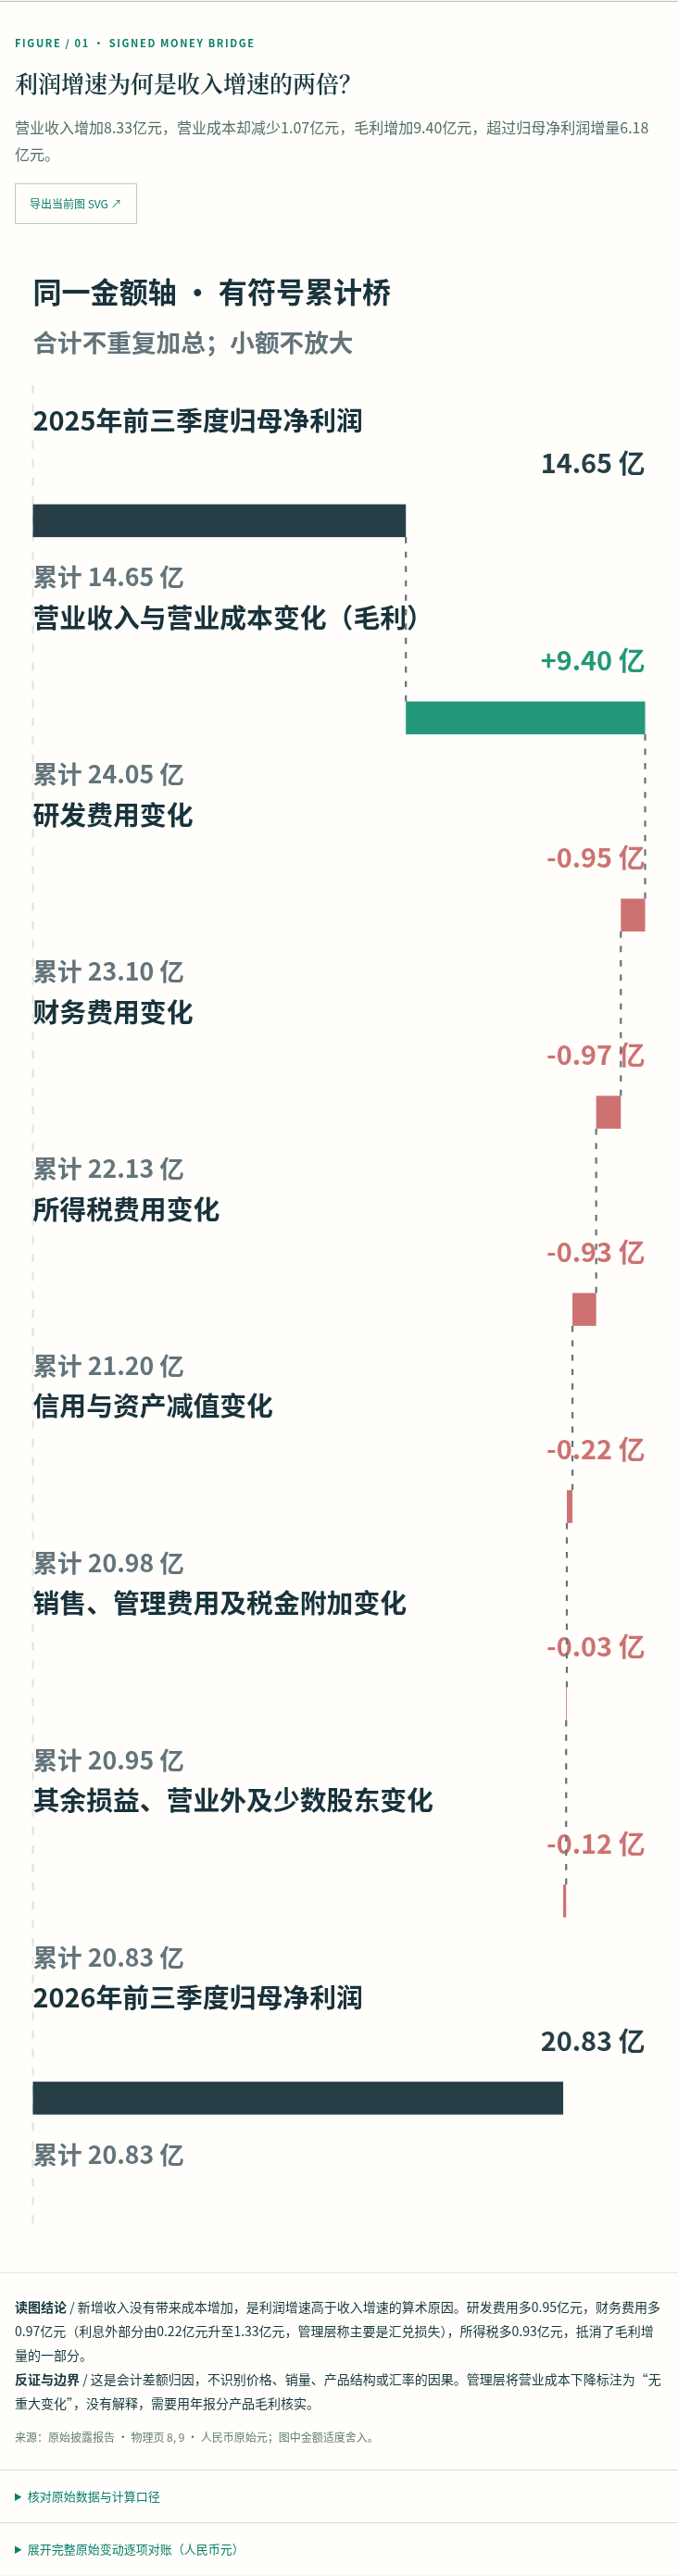 FIGURE / 01 · SIGNED MONEY BRIDGE
利润增速为何是收入增速的两倍？
营业收入增加8.33亿元，营业成本却减少1.07亿元，毛利增加9.40亿元，超过归母净利润增量6.18
亿元。
导出当前图 SVG ↗
同一金额轴 · 有符号累计桥
合计不重复加总；小额不放大
2025年前三季度归母净利润
14.65 亿
累计 14.65 亿
营业收入与营业成本变化（毛利）
+9.40 亿
累计 24.05 亿
研发费用变化
-0.95 亿
累计 23.10 亿
财务费用变化
-0.97 亿
累计 22.13 亿
所得税费用变化
-0.93 亿
累计 21.20 亿
信用与资产减值变化
-0.22 亿
累计 20.98 亿
销售、管理费用及税金附加变化
-0.03 亿
累计 20.95 亿
其余损益、营业外及少数股东变化
-0.12 亿
累计 20.83 亿
2026年前三季度归母净利润
20.83 亿
累计 20.83 亿
读图结论 / 新增收入没有带来成本增加，是利润增速高于收入增速的算术原因。研发费用多0.95亿元，财务费用多
0.97亿元（利息外部分由0.22亿元升至1.33亿元，管理层称主要是汇兑损失），所得税多0.93亿元，抵消了毛利增
量的一部分。
反证与边界 / 这是会计差额归因，不识别价格、销量、产品结构或汇率的因果。管理层将营业成本下降标注为“无
重大变化”，没有解释，需要用年报分产品毛利核实。
来源：原始披露报告 · 物理页 8, 9 · 人民币原始元；图中金额适度舍入。
▶ 核对原始数据与计算口径
▶ 展开完整原始变动逐项对账（人民币元）